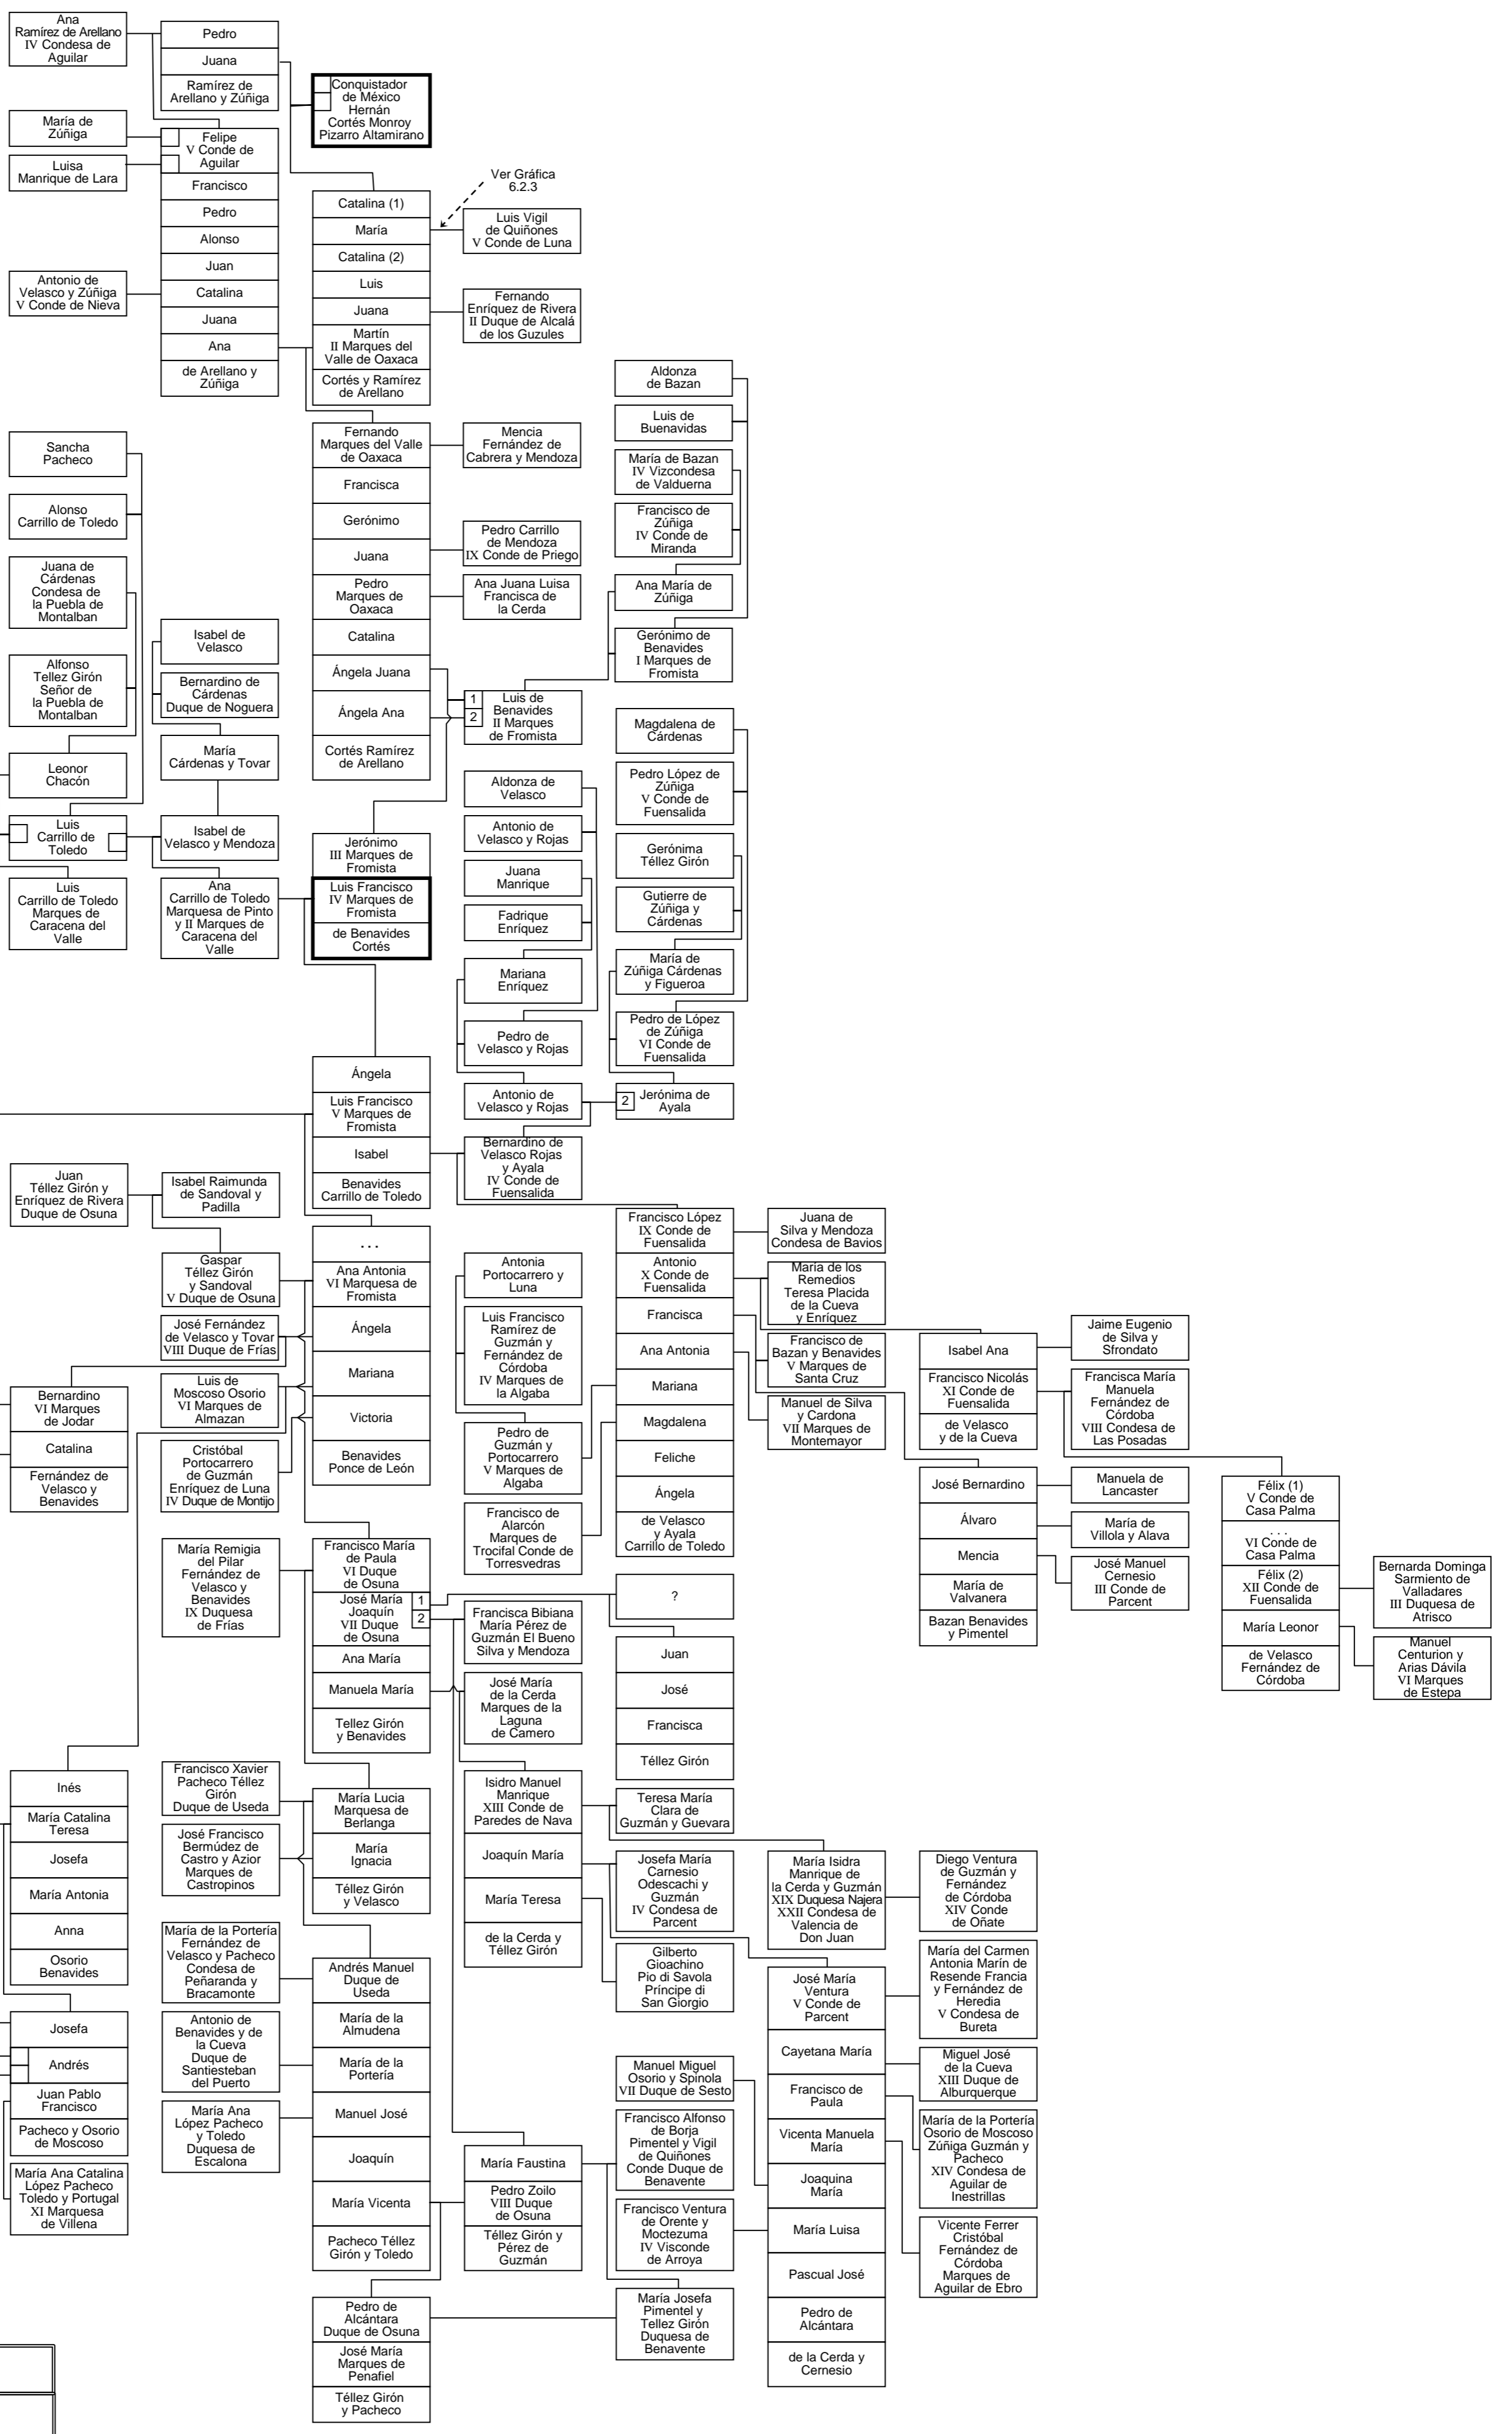 Ana
Ramírez de Arellano
IV Condesa de
Aguilar
Pedro
Juana
Ramírez de
Arellano y Zúñiga
Conquistador
de México
Hernán
Cortés Monroy
Pizarro Altamirano
María de
Zúñiga
Luisa
Manrique de Lara
Felipe
V Conde de
Aguilar
Francisco
Pedro
Alonso
Juan
Catalina
Juana
Ana
de Arellano y
Zúñiga
Antonio de
Velasco y Zúñiga
V Conde de Nieva
Ver Gráfica
6.2.3
Catalina (1)
María
Catalina (2)
Luis
Juana
Martín
II Marques del
Valle de Oaxaca
Cortés y Ramírez
de Arellano
Luis Vigil
de Quiñones
V Conde de Luna
Fernando
Enríquez de Rivera
II Duque de Alcalá
de los Guzules
Aldonza
de Bazan
Luis de
Buenavidas
María de Bazan
IV Vizcondesa
de Valduerna
Francisco de
Zúñiga
IV Conde de
Miranda
Ana María de
Zúñiga
Gerónimo de
Benavides
I Marques de
Fromista
Sancha
Pacheco
Alonso
Carrillo de Toledo
Juana de
Cárdenas
Condesa de
la Puebla de
Montalban
Alfonso
Tellez Girón
Señor de
la Puebla de
Montalban
Leonor
Chacón
Luis
Carrillo de
Toledo
Luis
Carrillo de Toledo
Marques de
Caracena del
Valle
Isabel de
Velasco
Bernardino de
Cárdenas
Duque de Noguera
María
Cárdenas y Tovar
Isabel de
Velasco y Mendoza
Ana
Carrillo de Toledo
Marquesa de Pinto
y II Marques de
Caracena del
Valle
Fernando
Marques del Valle
de Oaxaca
Francisca
Gerónimo
Juana
Pedro
Marques de
Oaxaca
Catalina
Ángela Juana
Ángela Ana
Cortés Ramírez
de Arellano
Mencia
Fernández de
Cabrera y Mendoza
Pedro Carrillo
de Mendoza
IX Conde de Priego
Ana Juana Luisa
Francisca de
la Cerda
1
2
Luis de
Benavides
II Marques
de Fromista
Jerónimo
III Marques de
Fromista
Luis Francisco
IV Marques de
Fromista
de Benavides
Cortés
Aldonza de
Velasco
Antonio de
Velasco y Rojas
Juana
Manrique
Fadrique
Enríquez
Mariana
Enríquez
Pedro de
Velasco y Rojas
Antonio de
Velasco y Rojas
Magdalena de
Cárdenas
Pedro López de
Zúñiga
V Conde de
Fuensalida
Gerónima
Téllez Girón
Gutierre de
Zúñiga y
Cárdenas
María de
Zúñiga Cárdenas
y Figueroa
Pedro de López
de Zúñiga
VI Conde de
Fuensalida
2
Jerónima de
Ayala
Ángela
Luis Francisco
V Marques de
Fromista
Isabel
Benavides
Carrillo de Toledo
Bernardino de
Velasco Rojas
y Ayala
IV Conde de
Fuensalida
Juan
Téllez Girón y
Enríquez de Rivera
Duque de Osuna
Isabel Raimunda
de Sandoval y
Padilla
Gaspar
Téllez Girón
y Sandoval
V Duque de Osuna
José Fernández
de Velasco y Tovar
VIII Duque de Frías
Luis de
Moscoso Osorio
VI Marques de
Almazan
Cristóbal
Portocarrero
de Guzmán
Enríquez de Luna
IV Duque de Montijo
Bernardino
VI Marques
de Jodar
Catalina
Fernández de
Velasco y
Benavides
. . .
Ana Antonia
VI Marquesa de
Fromista
Ángela
Mariana
Victoria
Benavides
Ponce de León
Antonia
Portocarrero y
Luna
Luis Francisco
Ramírez de
Guzmán y
Fernández de
Córdoba
IV Marques de
la Algaba
Pedro de
Guzmán y
Portocarrero
V Marques de
Algaba
Francisco de
Alarcón
Marques de
Trocifal Conde de
Torresvedras
Francisco López
IX Conde de
Fuensalida
Antonio
X Conde de
Fuensalida
Francisca
Ana Antonia
Mariana
Magdalena
Feliche
Ángela
de Velasco
y Ayala
Carrillo de Toledo
Juana de
Silva y Mendoza
Condesa de Bavios
María de los
Remedios
Teresa Placida
de la Cueva
y Enríquez
Francisco de
Bazan y Benavides
V Marques de
Santa Cruz
Manuel de Silva
y Cardona
VII Marques de
Montemayor
Isabel Ana
Francisco Nicolás
XI Conde de
Fuensalida
de Velasco
y de la Cueva
Jaime Eugenio
de Silva y
Sfrondato
Francisca María
Manuela
Fernández de
Córdoba
VIII Condesa de
Las Posadas
José Bernardino
Álvaro
Mencia
María de
Valvanera
Bazan Benavides
y Pimentel
Manuela de
Lancaster
María de
Villola y Alava
José Manuel
Cernesio
III Conde de
Parcent
Félix (1)
V Conde de
Casa Palma
. . .
VI Conde de
Casa Palma
Félix (2)
XII Conde de
Fuensalida
María Leonor
de Velasco
Fernández de
Córdoba
Bernarda Dominga
Sarmiento de
Valladares
III Duquesa de
Atrisco
Manuel
Centurion y
Arias Dávila
VI Marques
de Estepa
María Remigia
del Pilar
Fernández de
Velasco y
Benavides
IX Duquesa
de Frías
Francisco María
de Paula
VI Duque
de Osuna
José María
Joaquín
VII Duque
de Osuna
1
2
Ana María
Manuela María
Tellez Girón
y Benavides
Francisca Bibiana
María Pérez de
Guzmán El Bueno
Silva y Mendoza
José María
de la Cerda
Marques de la
Laguna
de Camero
?
Juan
José
Francisca
Téllez Girón
Inés
María Catalina
Teresa
Josefa
María Antonia
Anna
Osorio
Benavides
Francisco Xavier
Pacheco Téllez
Girón
Duque de Useda
José Francisco
Bermúdez de
Castro y Azior
Marques de
Castropinos
María Lucia
Marquesa de
Berlanga
María
Ignacia
Téllez Girón
y Velasco
Isidro Manuel
Manrique
XIII Conde de
Paredes de Nava
Joaquín María
María Teresa
de la Cerda y
Téllez Girón
Teresa María
Clara de
Guzmán y Guevara
Josefa María
Carnesio
Odescachi y
Guzmán
IV Condesa de
Parcent
Gilberto
Gioachino
Pio di Savola
Príncipe di
San Giorgio
María Isidra
Manrique de
la Cerda y Guzmán
XIX Duquesa Najera
XXII Condesa de
Valencia de
Don Juan
Diego Ventura
de Guzmán y
Fernández
de Córdoba
XIV Conde
de Oñate
María de la Portería
Fernández de
Velasco y Pacheco
Condesa de
Peñaranda y
Bracamonte
Antonio de
Benavides y de
la Cueva
Duque de
Santiesteban
del Puerto
María Ana
López Pacheco
y Toledo
Duquesa de
Escalona
Andrés Manuel
Duque de
Useda
María de la
Almudena
María de la
Portería
Manuel José
Joaquín
María Vicenta
Pacheco Téllez
Girón y Toledo
Josefa
Andrés
Juan Pablo
Francisco
Pacheco y Osorio
de Moscoso
María Ana Catalina
López Pacheco
Toledo y Portugal
XI Marquesa
de Villena
María Faustina
Pedro Zoilo
VIII Duque
de Osuna
Téllez Girón y
Pérez de
Guzmán
Manuel Miguel
Osorio y Spinola
VII Duque de Sesto
Francisco Alfonso
de Borja
Pimentel y Vigil
de Quiñones
Conde Duque de
Benavente
Francisco Ventura
de Orente y
Moctezuma
IV Visconde
de Arroya
José María
Ventura
V Conde de
Parcent
Cayetana María
Francisco de
Paula
Vicenta Manuela
María
Joaquina
María
María Luisa
Pascual José
Pedro de
Alcántara
de la Cerda y
Cernesio
María del Carmen
Antonia Marín de
Resende Francia
y Fernández de
Heredia
V Condesa de
Bureta
Miguel José
de la Cueva
XIII Duque de
Alburquerque
María de la Portería
Osorio de Moscoso
Zúñiga Guzmán y
Pacheco
XIV Condesa de
Aguilar de
Inestrillas
Vicente Ferrer
Cristóbal
Fernández de
Córdoba
Marques de
Aguilar de Ebro
Pedro de
Alcántara
Duque de Osuna
José María
Marques de
Penafiel
Téllez Girón
y Pacheco
María Josefa
Pimentel y
Tellez Girón
Duquesa de
Benavente